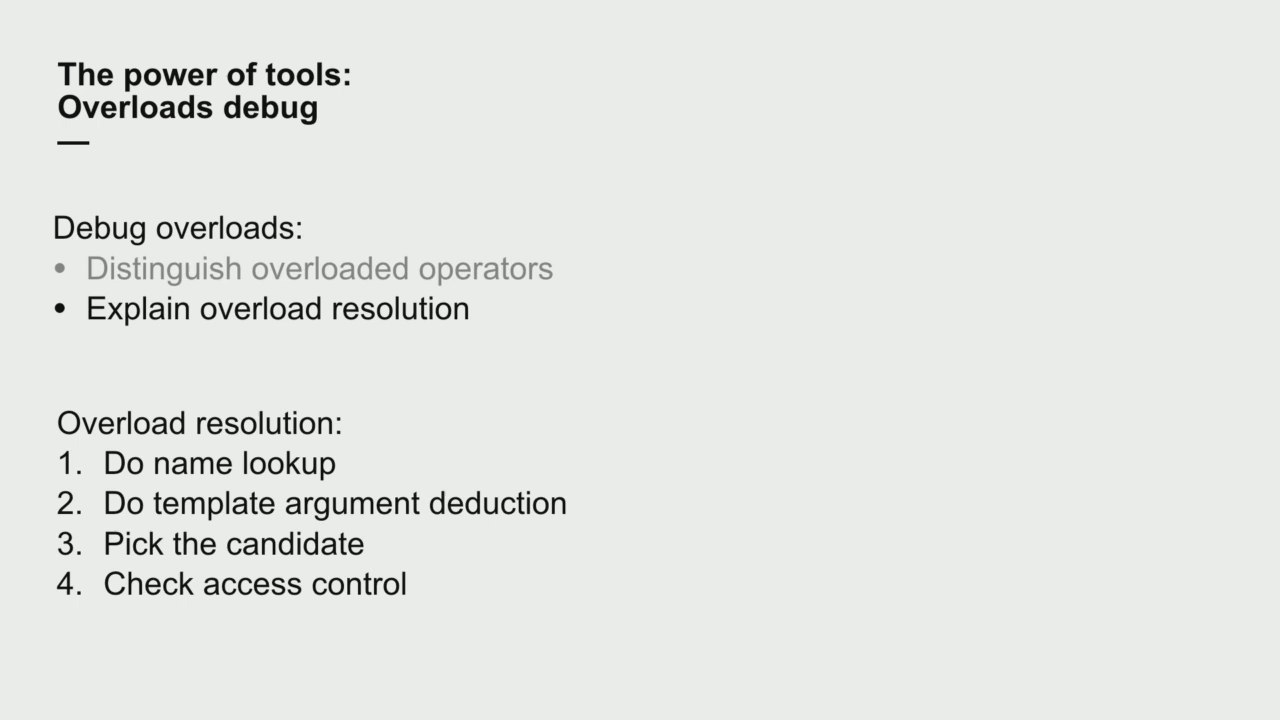 The power of tools:
Overloads debug
—
Debug overloads:
• Distinguish overloaded operators
• Explain overload resolution
Overload resolution:
1. Do name lookup
2. Do template argument deduction
3. Pick the candidate
4. Check access control